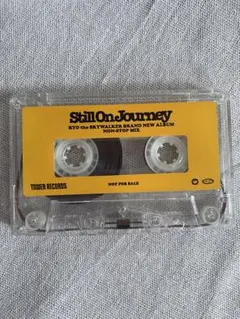 Still On Journey
RYO the SKYWALKER BRAND NEW ALBUM
NON-STOP MIX
TOWER RECORDS
NOT FOR SALE